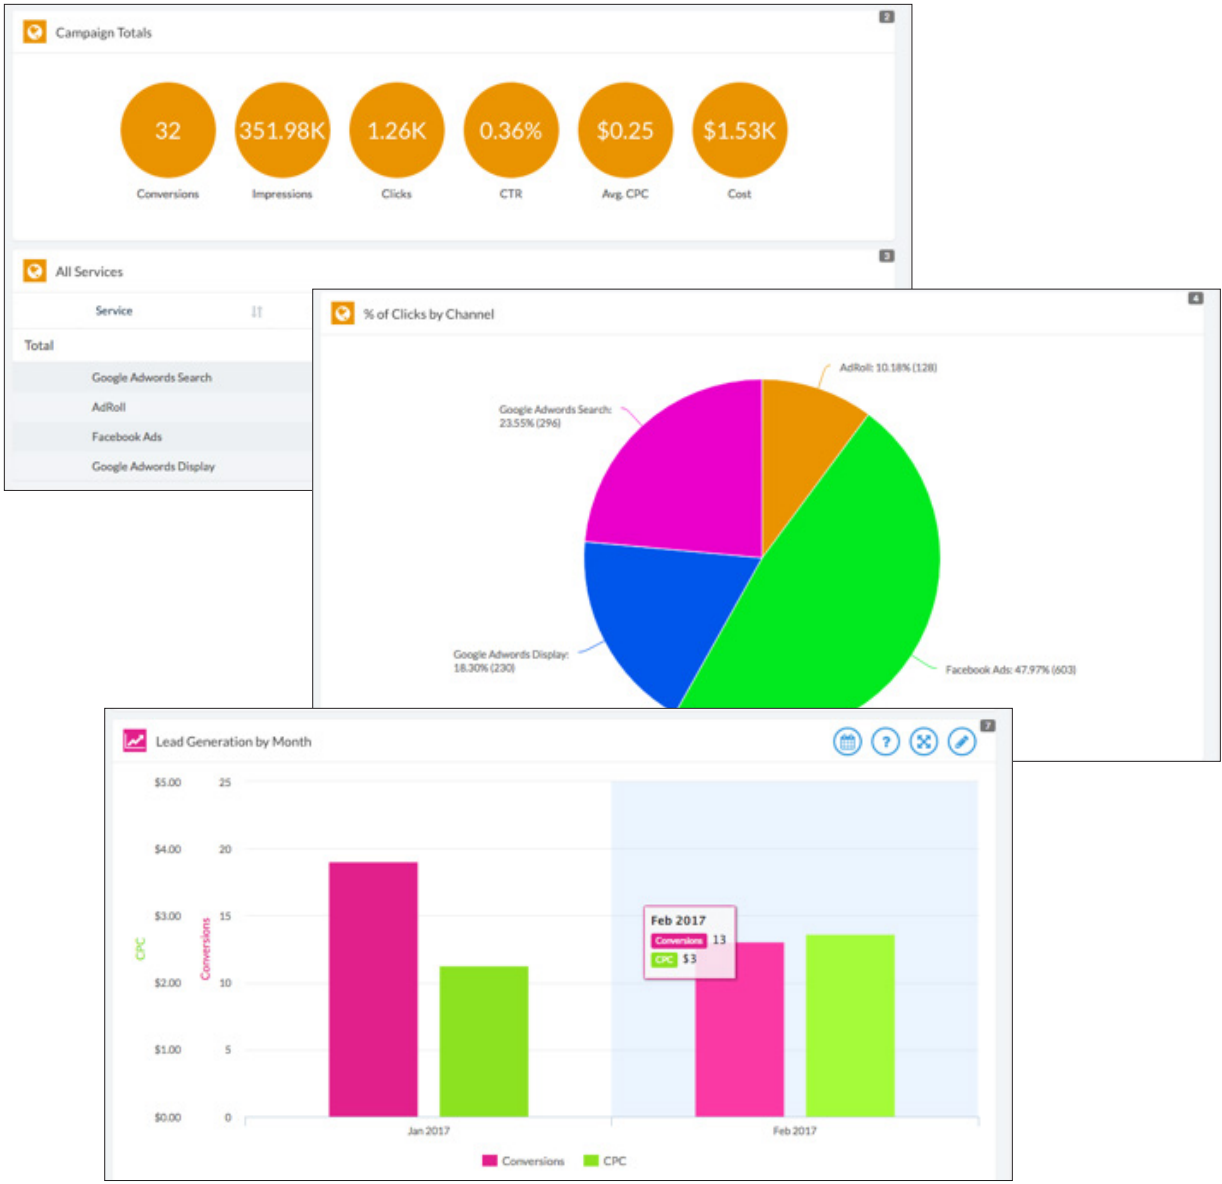 Campaign Totals
2
32
351.98K
1.26K
0.36%
$0.25
$1.53K
Conversions
Impressions
Clicks
CTR
Avg. CPC
Cost
All Services
3
Service
Total
Google Adwords Search
AdRoll
Facebook Ads
Google Adwords Display
% of Clicks by Channel
4
AdRoll: 10.18% (128)
Google Adwords Search:
23.55% (296)
Google Adwords Display:
18.30% (230)
Facebook Ads: 47.97% (603)
Lead Generation by Month
?
7
$5.00
$4.00
$3.00
$2.00
$1.00
$0.00
CPC
25
20
15
10
5
0
Conversions
Feb 2017
Conversions 13
CPC $3
Jan 2017
Feb 2017
Conversions
CPC